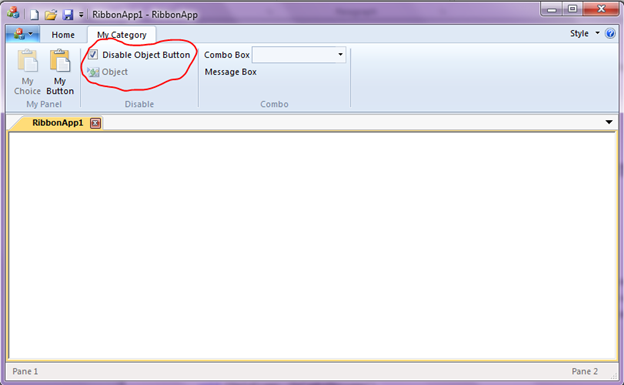 RibbonApp1 - RibbonApp
Home My Category Style
Disable Object Button Combo Box
My Choice My Button Object Message Box
My Panel Disable Combo
RibbonApp1
Pane 1 Pane 2